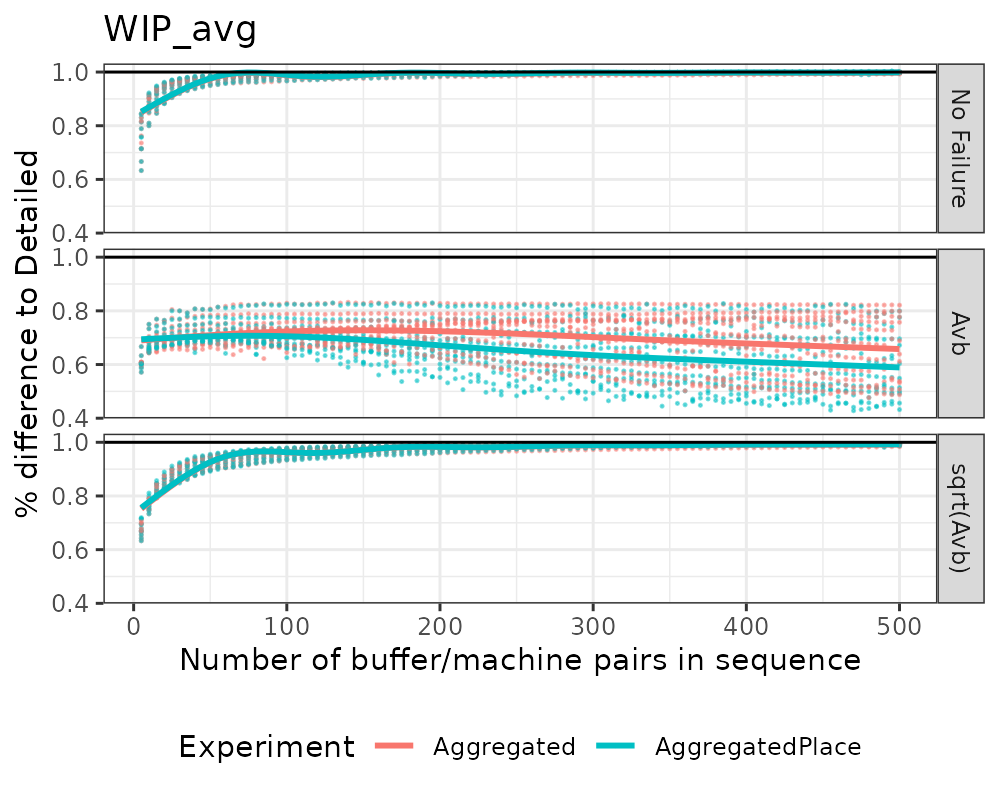 WIP_avg
% difference to Detailed
1.0
0.8
0.6
0.4
No Failure
1.0
0.8
0.6
0.4
Avb
1.0
0.8
0.6
0.4
sqrt(Avb)
0 100 200 300 400 500
Number of buffer/machine pairs in sequence
Experiment Aggregated AggregatedPlace